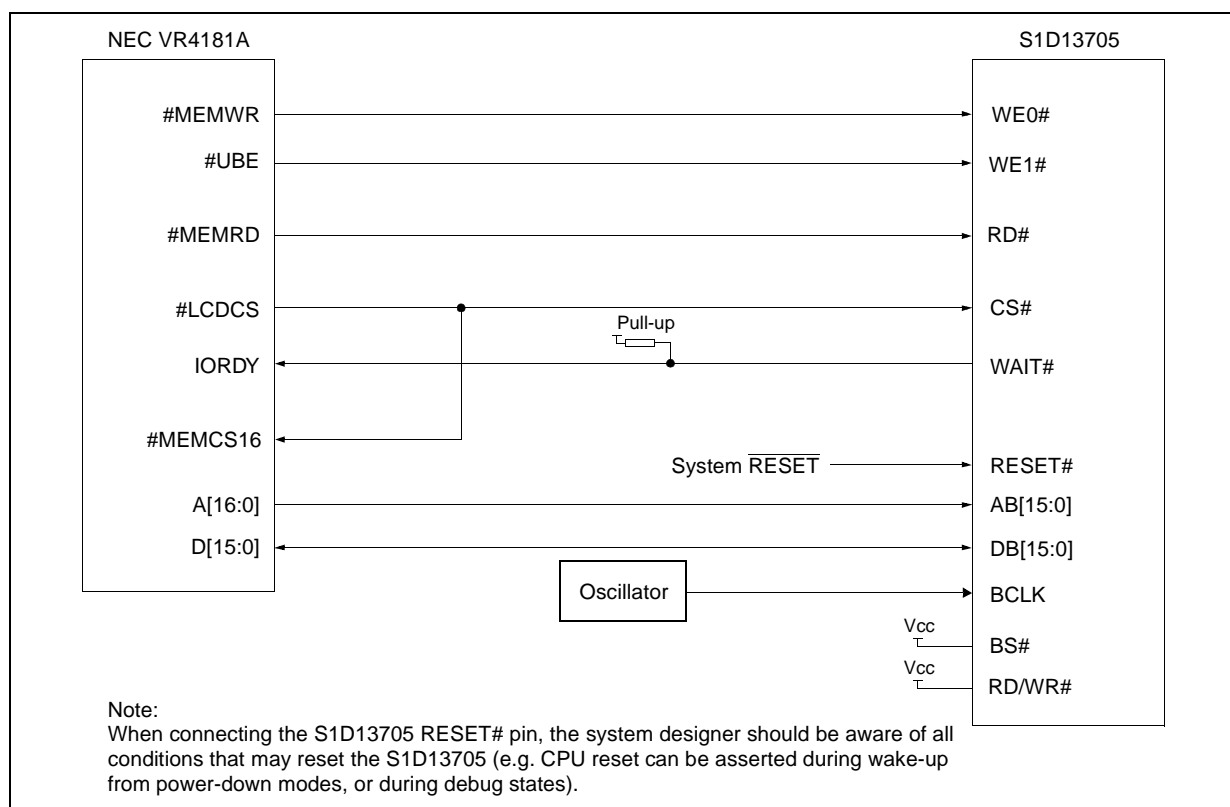 NEC VR4181A
S1D13705
#MEMWR
WE0#
#UBE
WE1#
#MEMRD
RD#
#LCDCS
CS#
Pull-up
IORDY
WAIT#
#MEMCS16
System RESET
RESET#
A[16:0]
AB[15:0]
D[15:0]
DB[15:0]
Oscillator
BCLK
Vcc
BS#
Vcc
RD/WR#
Note:
When connecting the S1D13705 RESET# pin, the system designer should be aware of all
conditions that may reset the S1D13705 (e.g. CPU reset can be asserted during wake-up
from power-down modes, or during debug states).